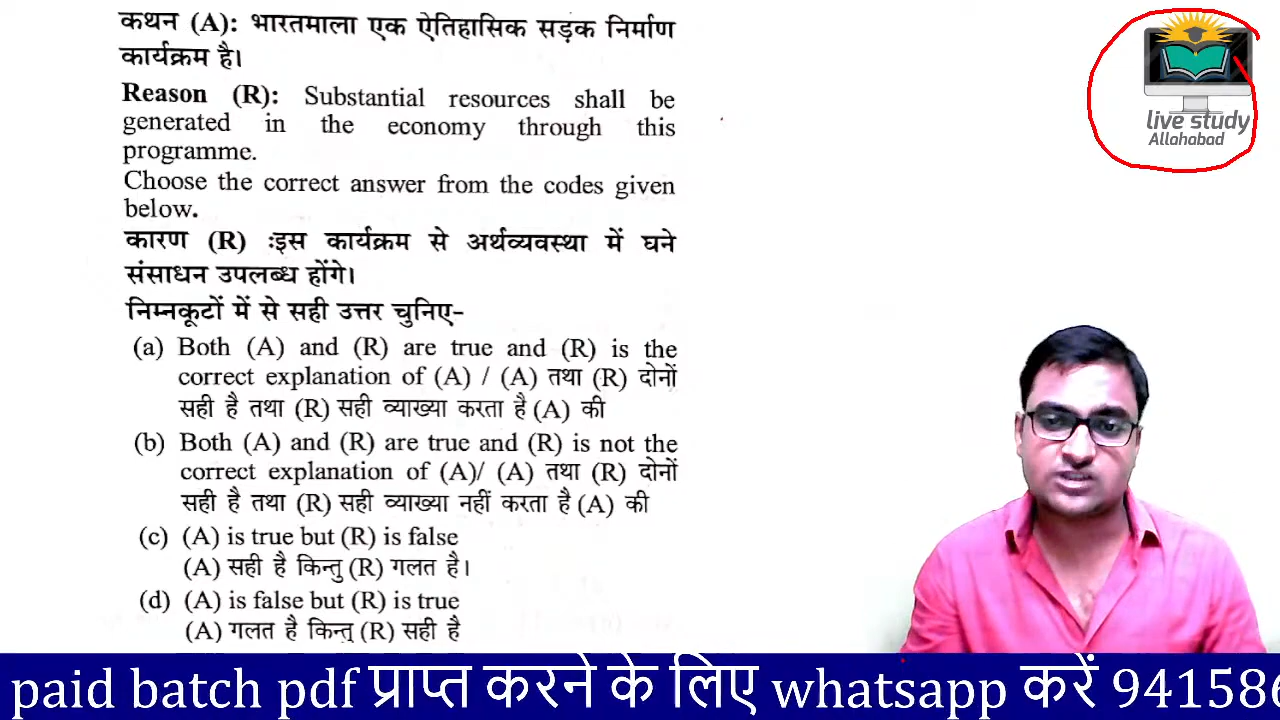 कथन (A): भारतमाला एक ऐतिहासिक सड़क निर्माण
कार्यक्रम है।
Reason (R): Substantial resources shall be
generated in the economy through this
programme.
Choose the correct answer from the codes given
below.
कारण (R) :इस कार्यक्रम से अर्थव्यवस्था में घने
संसाधन उपलब्ध होंगे।
निम्नकूटों में से सही उत्तर चुनिए-
(a) Both (A) and (R) are true and (R) is the
correct explanation of (A) / (A) तथा (R) दोनों
सही है तथा (R) सही व्याख्या करता है (A) की
(b) Both (A) and (R) are true and (R) is not the
correct explanation of (A)/ (A) तथा (R) दोनों
सही है तथा (R) सही व्याख्या नहीं करता है (A) की
(c) (A) is true but (R) is false
(A) सही है किन्तु (R) गलत है।
(d) (A) is false but (R) is true
(A) गलत है किन्तु (R) सही है
live study
Allahabad
paid batch pdf प्राप्त करने के लिए whatsapp करें 941586